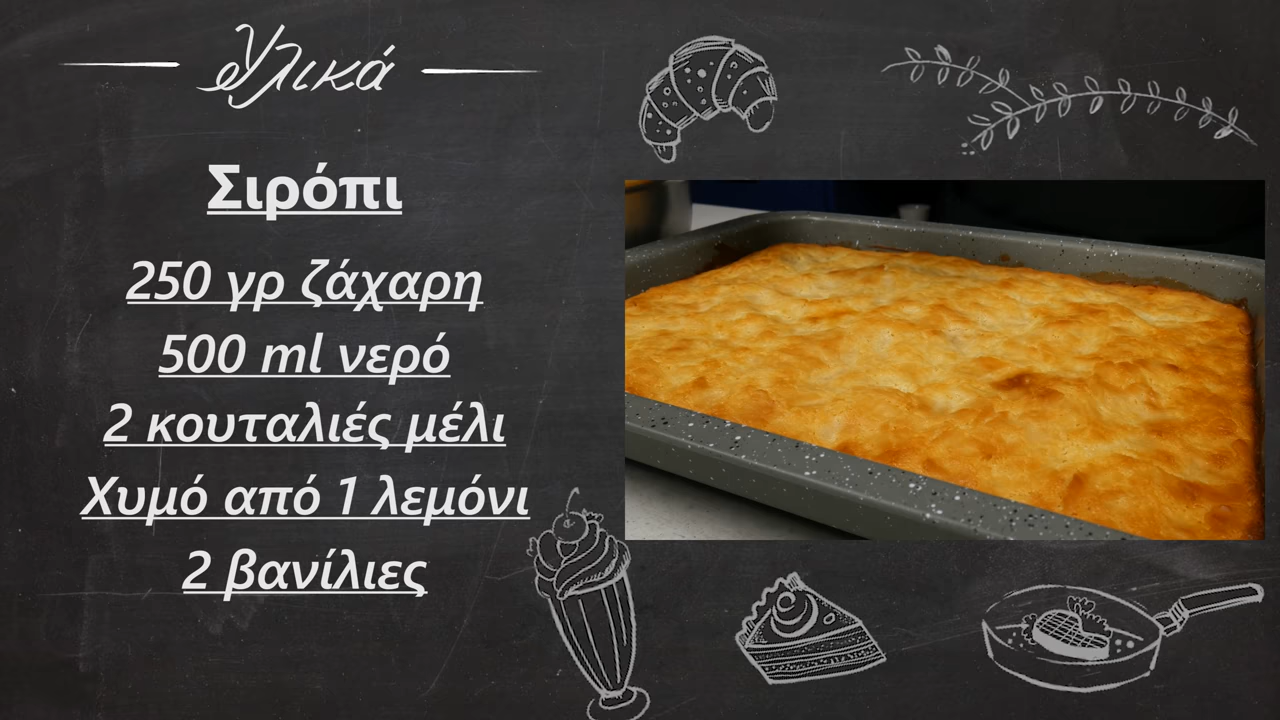 Υλικά
Σιρόπι
250 γρ ζάχαρη
500 ml νερό
2 κουταλιές μέλι
Χυμό από 1 λεμόνι
2 βανίλιες